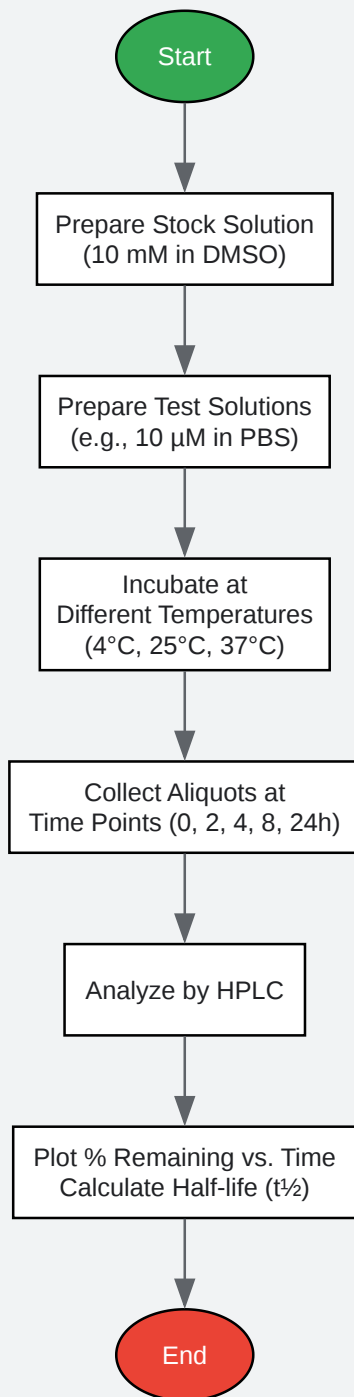 Start
Prepare Stock Solution
(10 mM in DMSO)
Prepare Test Solutions
(e.g., 10 µM in PBS)
Incubate at
Different Temperatures
(4°C, 25°C, 37°C)
Collect Aliquots at
Time Points (0, 2, 4, 8, 24h)
Analyze by HPLC
Plot % Remaining vs. Time
Calculate Half-life (t½)
End